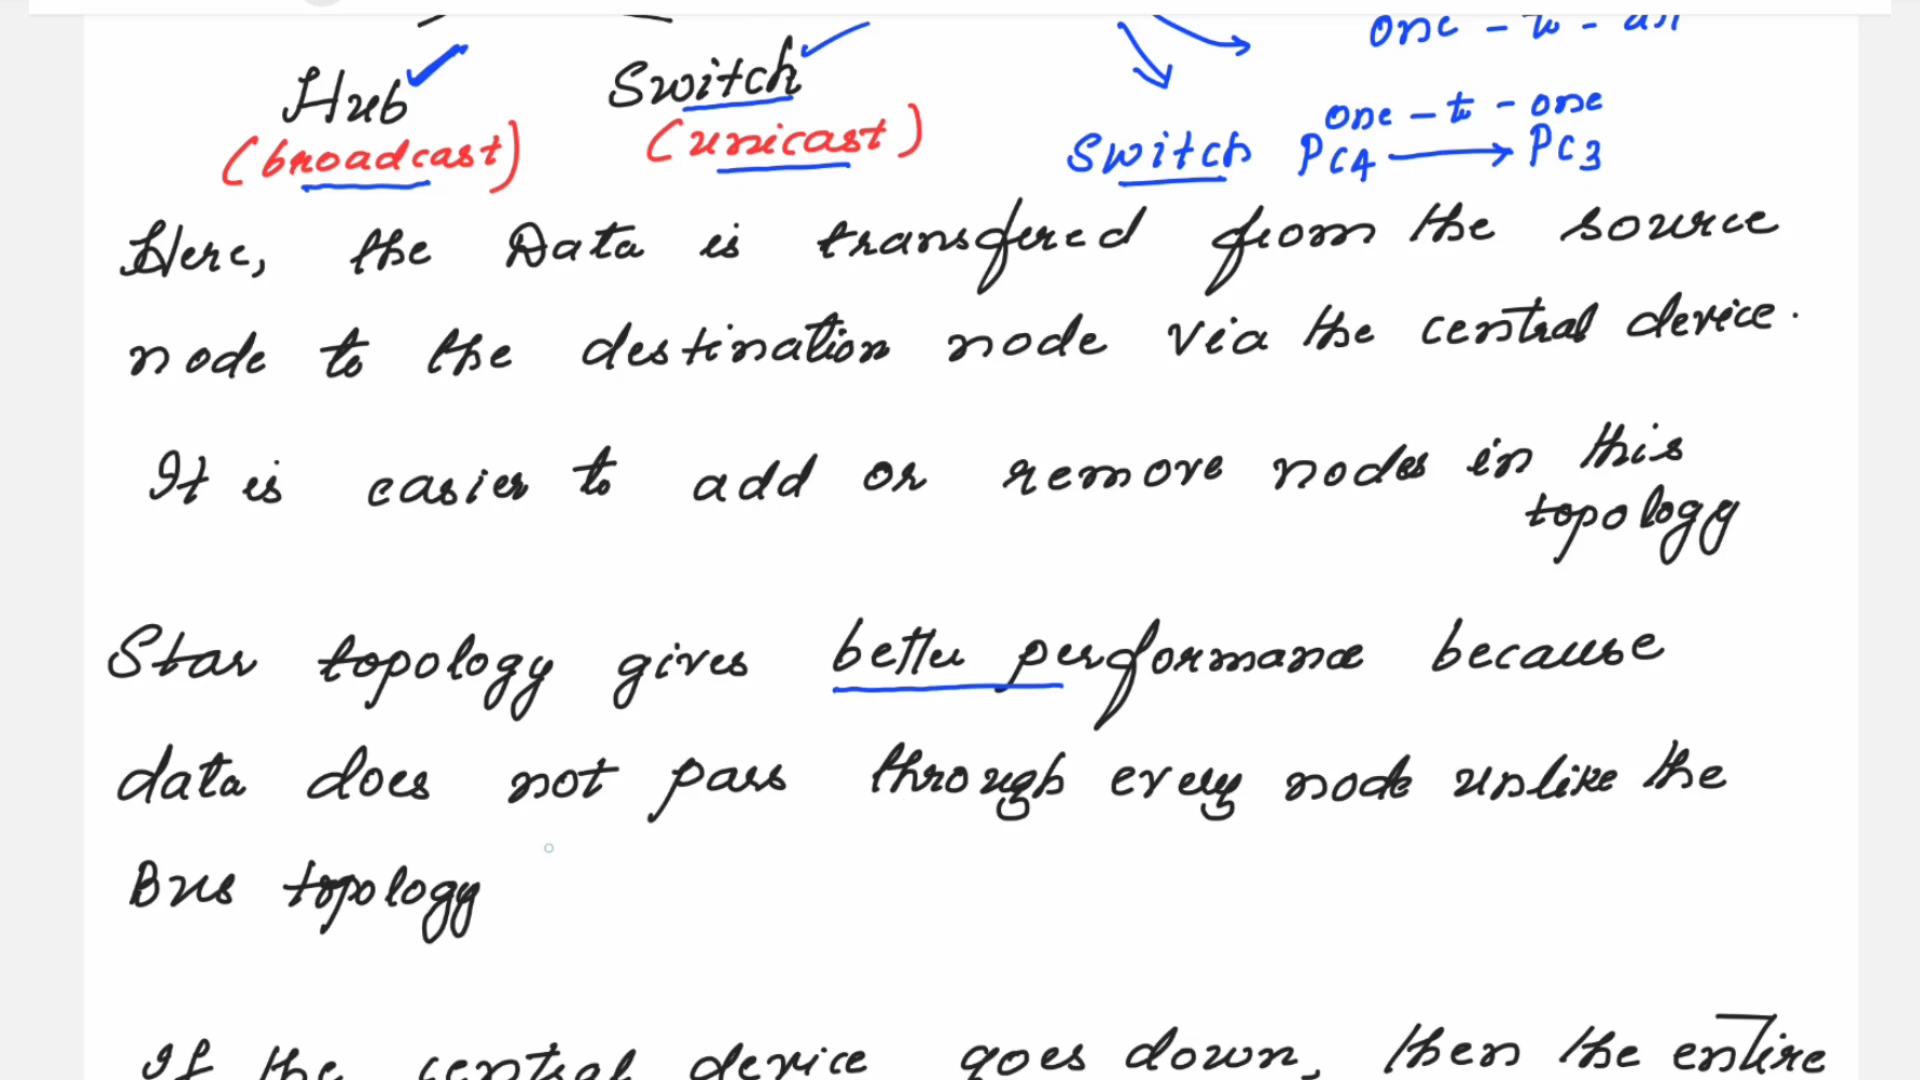 one - to - all
Hub Switch
one - to - one
(broadcast) (unicast) Switch PC4 → PC3
Here, the Data is transfered from the source
node to the destination node via the central device.
It is easier to add or remove nodes in this
topology
Star topology gives better performance because
data does not pass through every node unlike the
Bus topology
If the central device goes down, then the entire